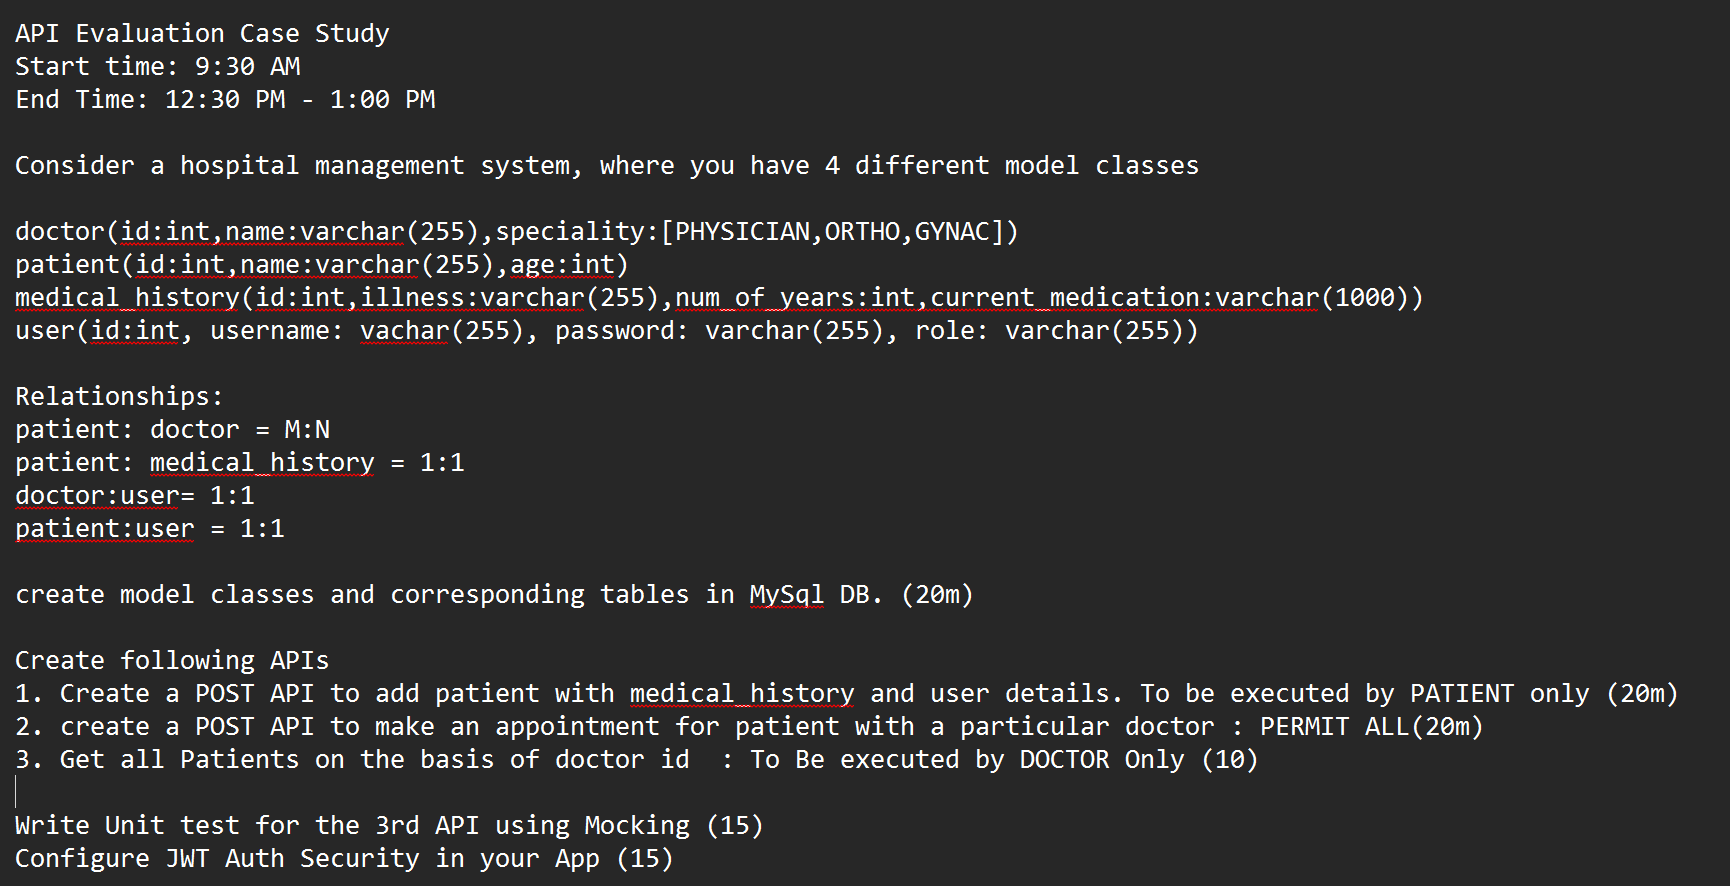 API Evaluation Case Study
Start time: 9:30 AM
End Time: 12:30 PM - 1:00 PM
Consider a hospital management system, where you have 4 different model classes
doctor(id:int,name:varchar(255),speciality:[PHYSICIAN,ORTHO,GYNAC])
patient(id:int,name:varchar(255),age:int)
medical_history(id:int,illness:varchar(255),num_of_years:int,current_medication:varchar(1000))
user(id:int, username: vachar(255), password: varchar(255), role: varchar(255))
Relationships:
patient: doctor = M:N
patient: medical_history = 1:1
doctor:user= 1:1
patient:user = 1:1
create model classes and corresponding tables in MySql DB. (20m)
Create following APIs
1. Create a POST API to add patient with medical_history and user details. To be executed by PATIENT only (20m)
2. create a POST API to make an appointment for patient with a particular doctor : PERMIT ALL(20m)
3. Get all Patients on the basis of doctor id  : To Be executed by DOCTOR Only (10)
Write Unit test for the 3rd API using Mocking (15)
Configure JWT Auth Security in your App (15)